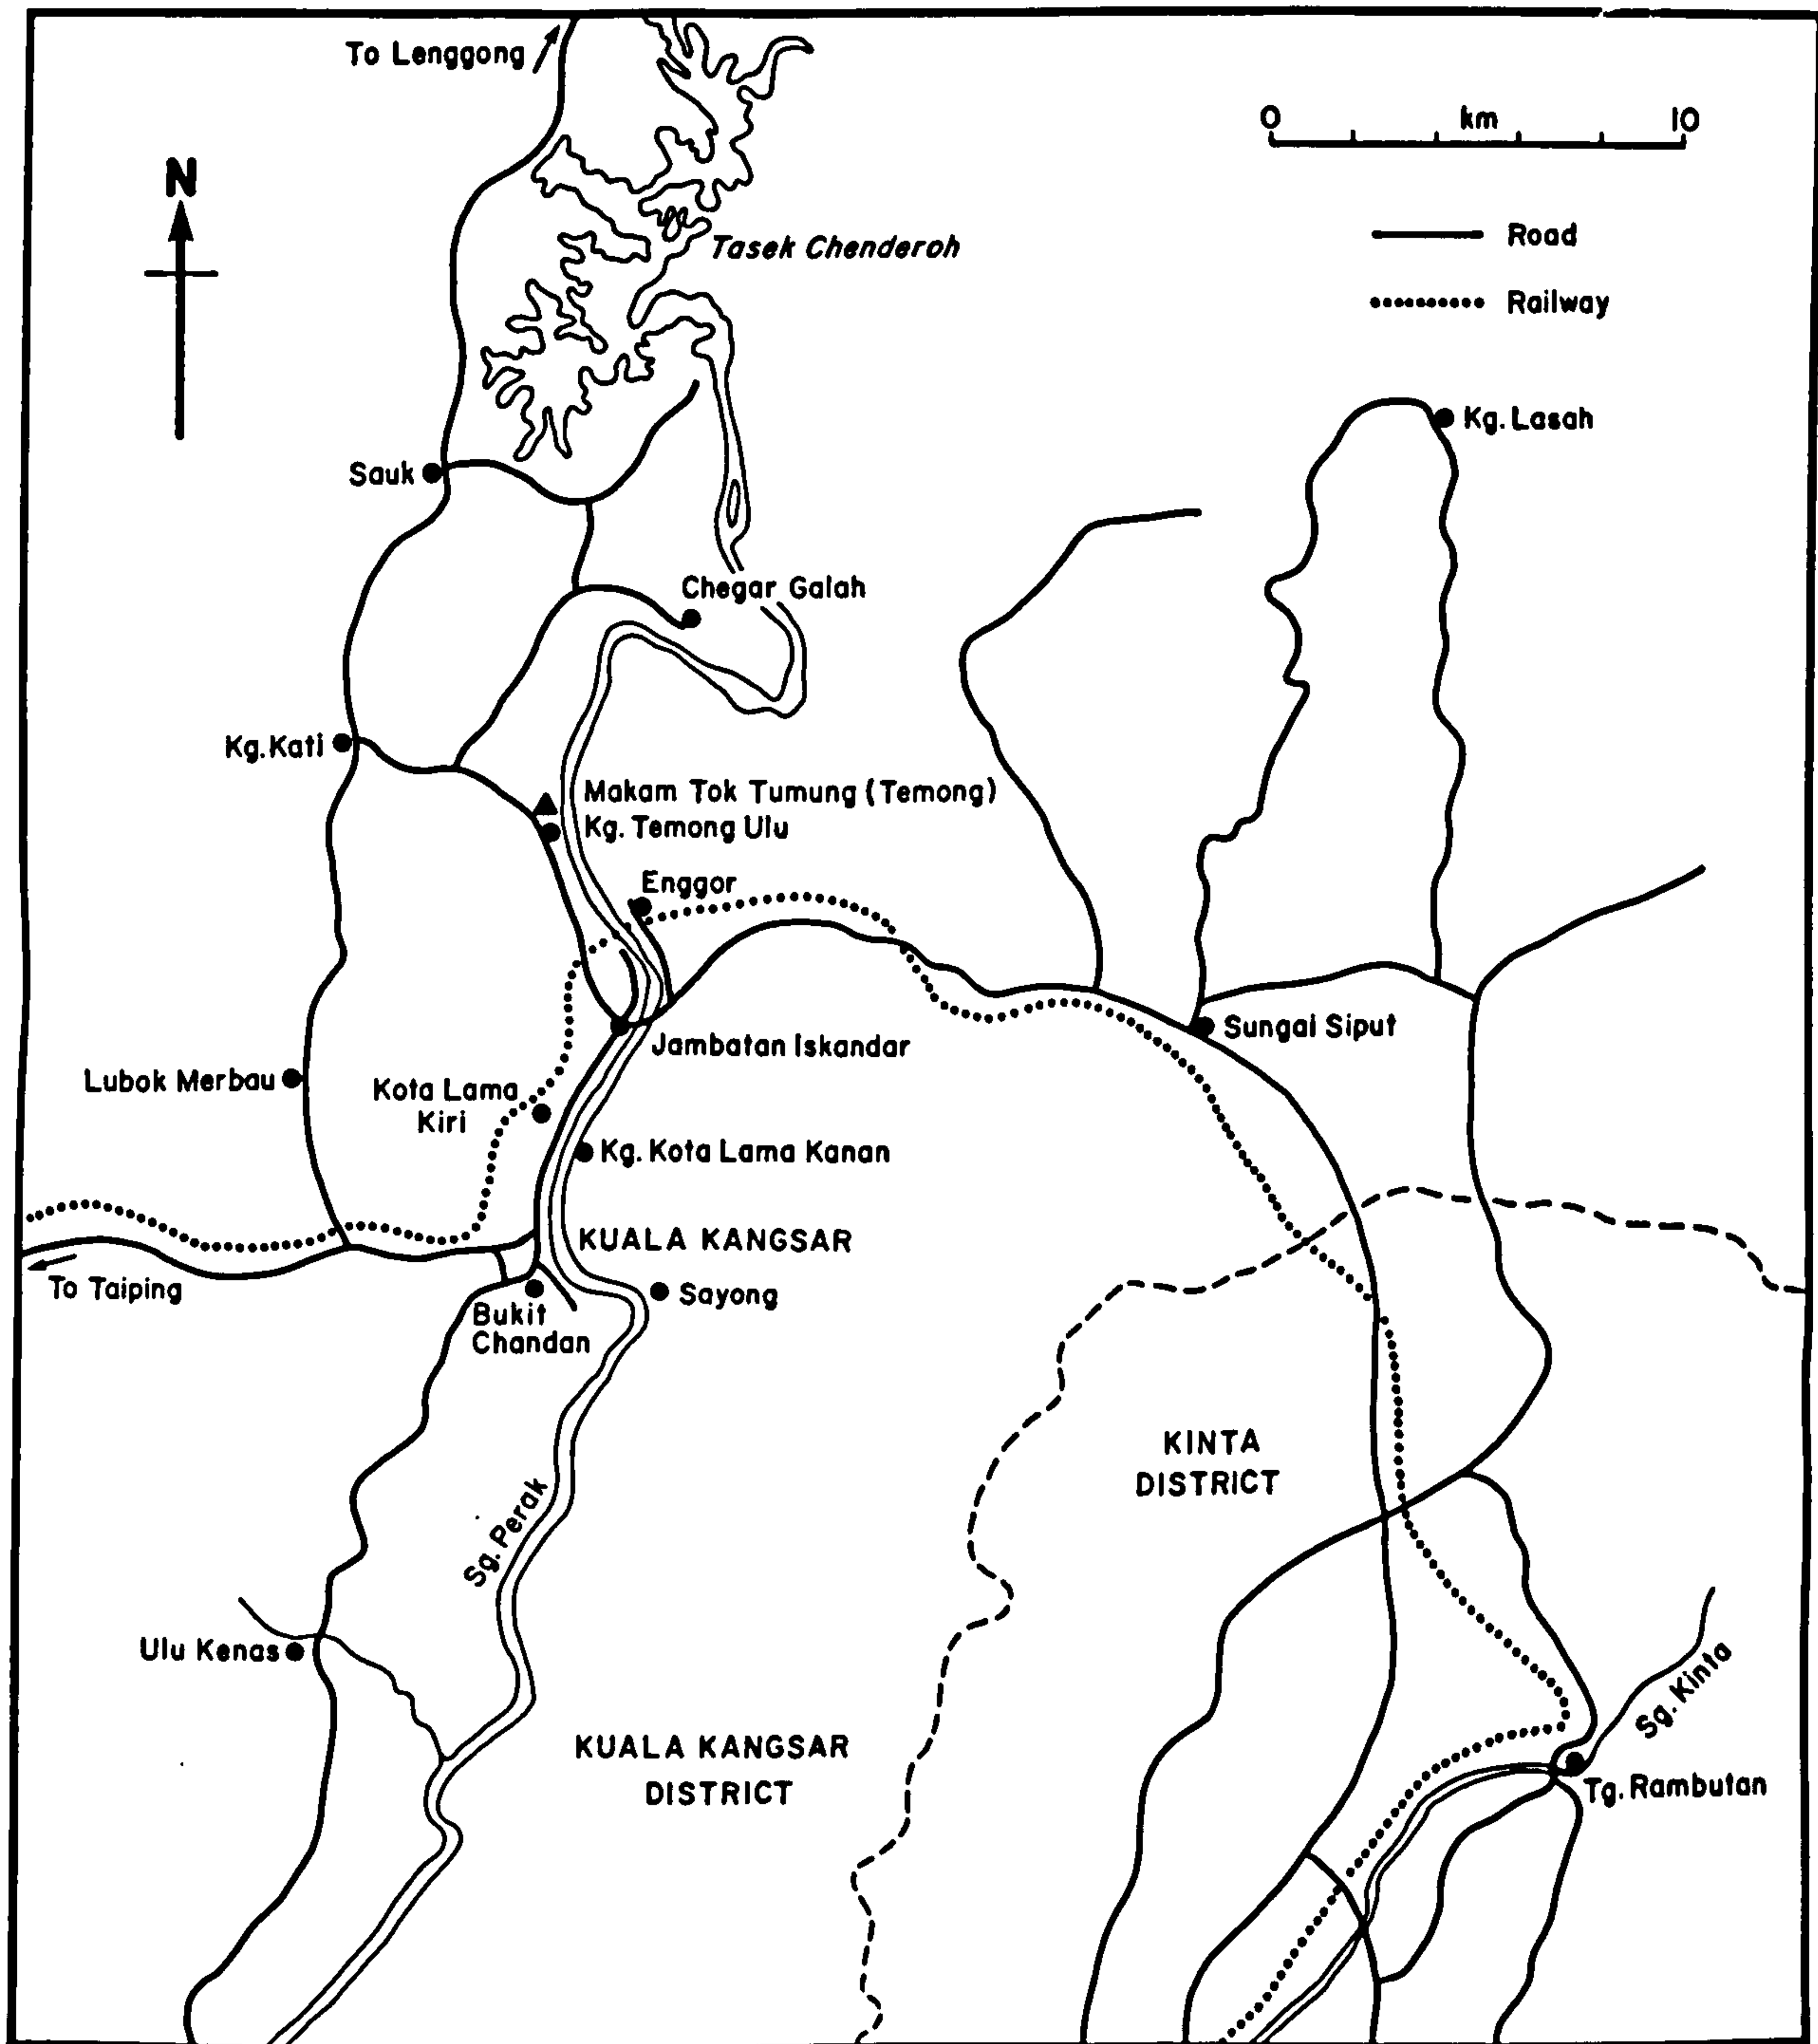 To Lenggong
0 km 10
N
Road
Tasek Chenderoh
Railway
Kg. Lasah
Sauk
Chegar Galah
Kg. Kati
Makam Tok Tumung (Temong)
Kg. Temong Ulu
Enggor
Sungai Siput
Jambatan Iskandar
Lubok Merbau
Kota Lama
Kiri
Kg. Kota Lama Kanan
KUALA KANGSAR
To Taiping
Sayong
Bukit
Chandan
KINTA
DISTRICT
Sg. Perak
Ulu Kenas
Sg. Kinta
KUALA KANGSAR
DISTRICT
Tg. Rambutan